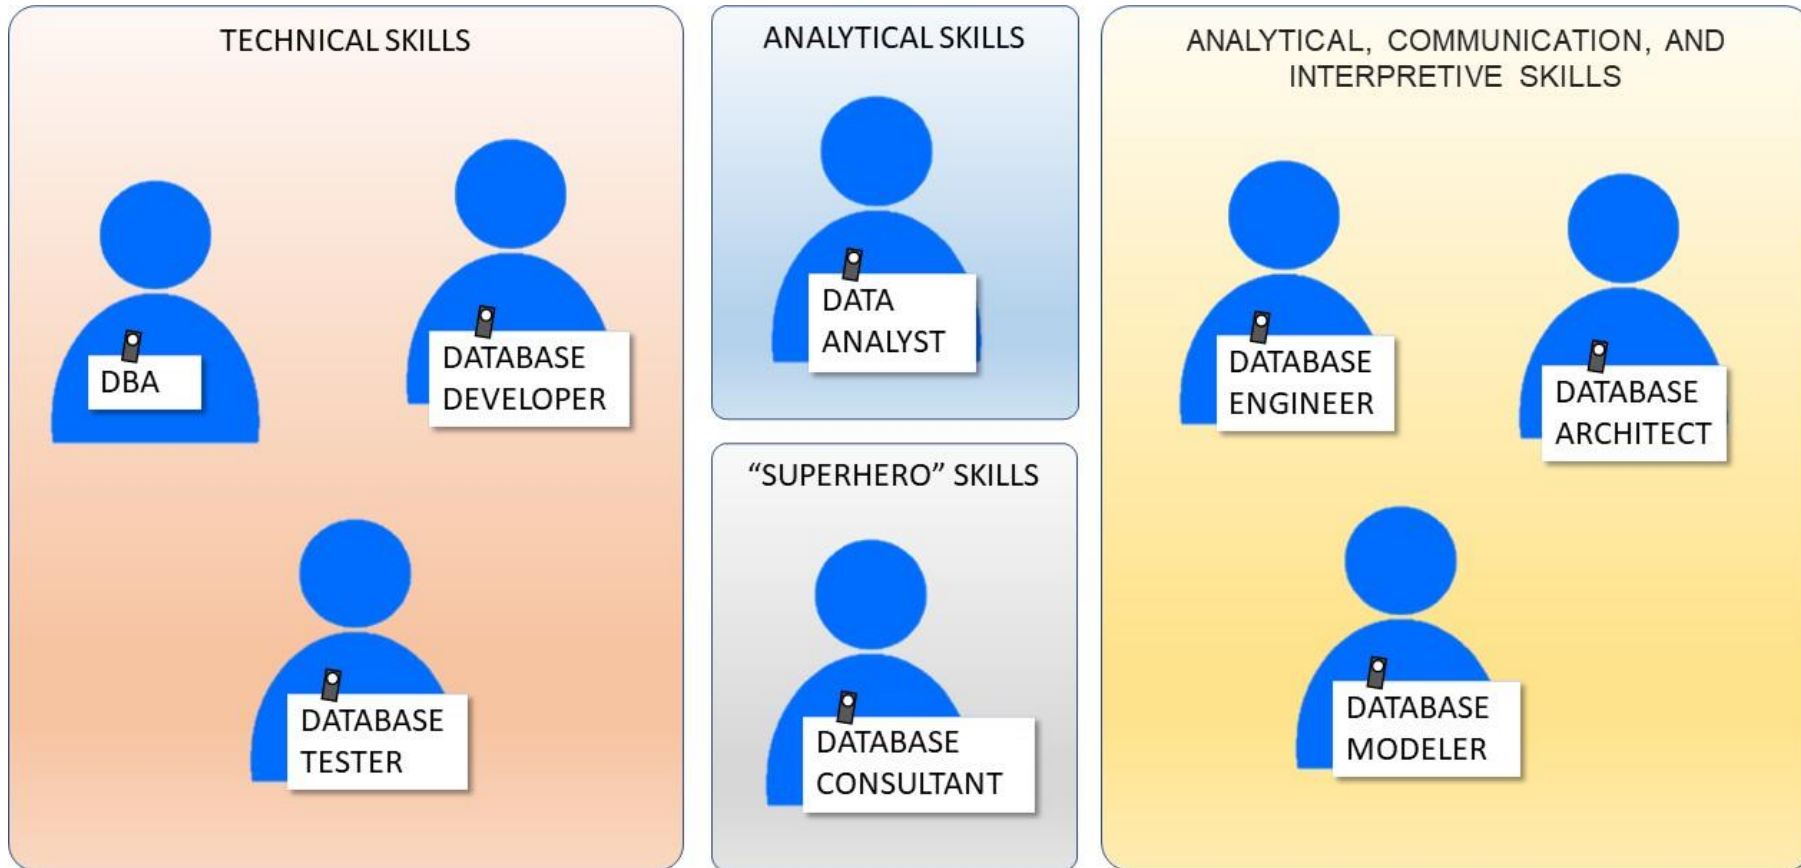 TECHNICAL SKILLS
DBA
DATABASE
DEVELOPER
DATABASE
TESTER
ANALYTICAL SKILLS
DATA
ANALYST
“SUPERHERO” SKILLS
DATABASE
CONSULTANT
ANALYTICAL, COMMUNICATION, AND
INTERPRETIVE SKILLS
DATABASE
ENGINEER
DATABASE
ARCHITECT
DATABASE
MODELER